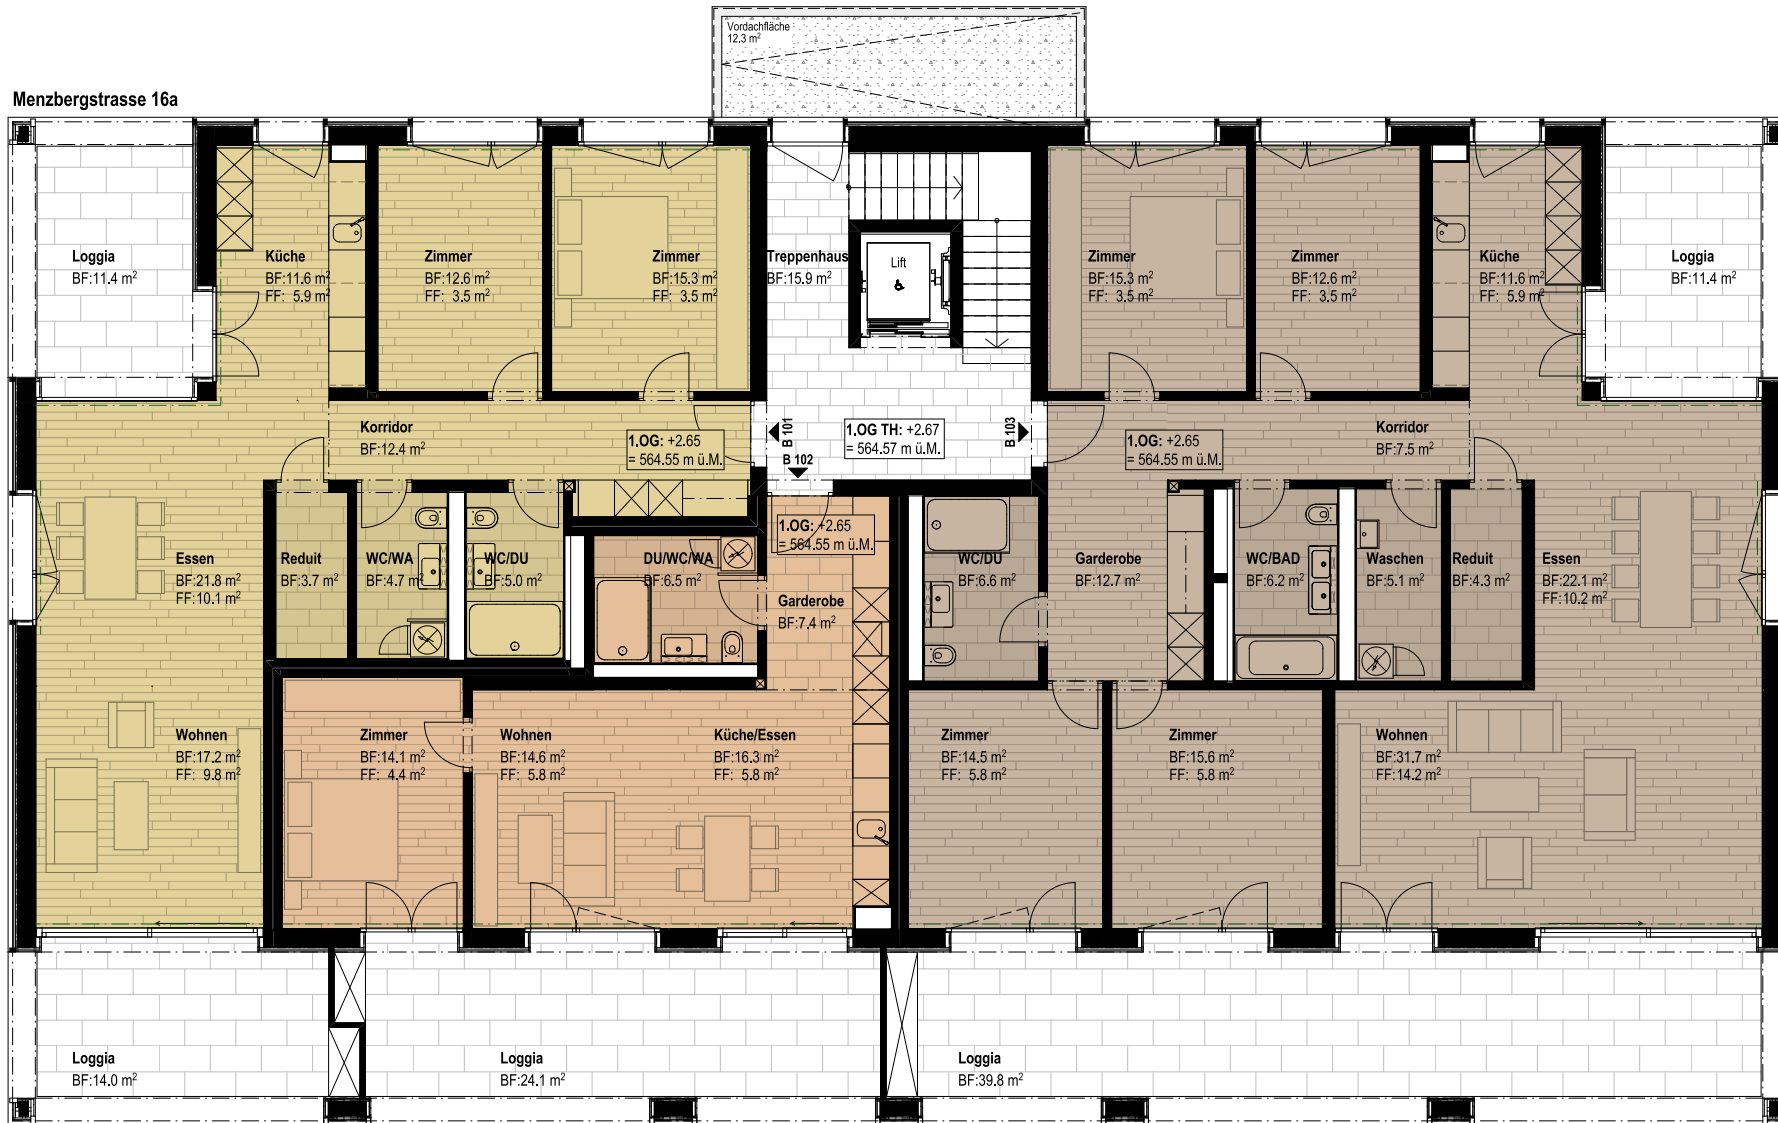 Vordachfläche
12.3 m²
Menzbergstrasse 16a
Loggia
BF:11.4 m²
Küche
BF:11.6 m²
FF: 5.9 m²
Zimmer
BF:12.6 m²
FF: 3.5 m²
Zimmer
BF:15.3 m²
FF: 3.5 m²
Treppenhaus
BF:15.9 m²
Lift
Zimmer
BF:15.3 m²
FF: 3.5 m²
Zimmer
BF:12.6 m²
FF: 3.5 m²
Küche
BF:11.6 m²
FF: 5.9 m²
Loggia
BF:11.4 m²
Korridor
BF:12.4 m²
1.OG: +2.65
= 564.55 m ü.M.
B 101
B 102
1.OG TH: +2.67
= 564.57 m ü.M.
B 103
1.OG: +2.65
= 564.55 m ü.M.
Korridor
BF:7.5 m²
1.OG: +2.65
= 564.55 m ü.M.
Essen
BF:21.8 m²
FF:10.1 m²
Reduit
BF:3.7 m²
WC/WA
BF:4.7 m²
WC/DU
BF:5.0 m²
DU/WC/WA
BF:6.5 m²
Garderobe
BF:7.4 m²
WC/DU
BF:6.6 m²
Garderobe
BF:12.7 m²
WC/BAD
BF:6.2 m²
Waschen
BF:5.1 m²
Reduit
BF:4.3 m²
Essen
BF:22.1 m²
FF:10.2 m²
Wohnen
BF:17.2 m²
FF: 9.8 m²
Zimmer
BF:14.1 m²
FF: 4.4 m²
Wohnen
BF:14.6 m²
FF: 5.8 m²
Küche/Essen
BF:16.3 m²
FF: 5.8 m²
Zimmer
BF:14.5 m²
FF: 5.8 m²
Zimmer
BF:15.6 m²
FF: 5.8 m²
Wohnen
BF:31.7 m²
FF:14.2 m²
Loggia
BF:14.0 m²
Loggia
BF:24.1 m²
Loggia
BF:39.8 m²